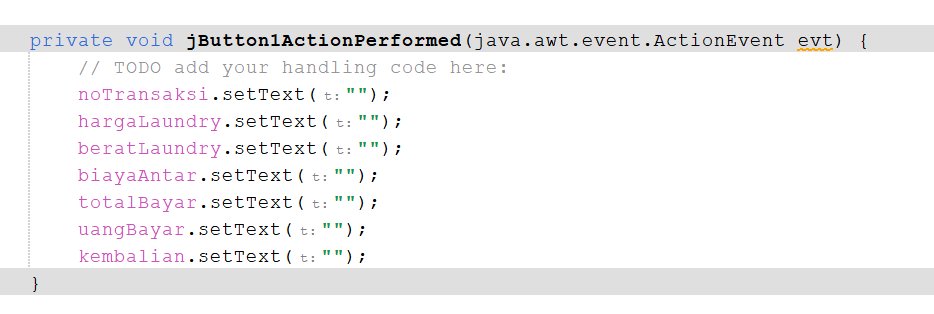 private void jButton1ActionPerformed(java.awt.event.ActionEvent evt) {
// TODO add your handling code here:
noTransaksi.setText( t: "");
hargaLaundry.setText( t: "");
beratLaundry.setText( t: "");
biayaAntar.setText( t: "");
totalBayar.setText( t: "");
uangBayar.setText( t: "");
kembalian.setText( t: "");
}